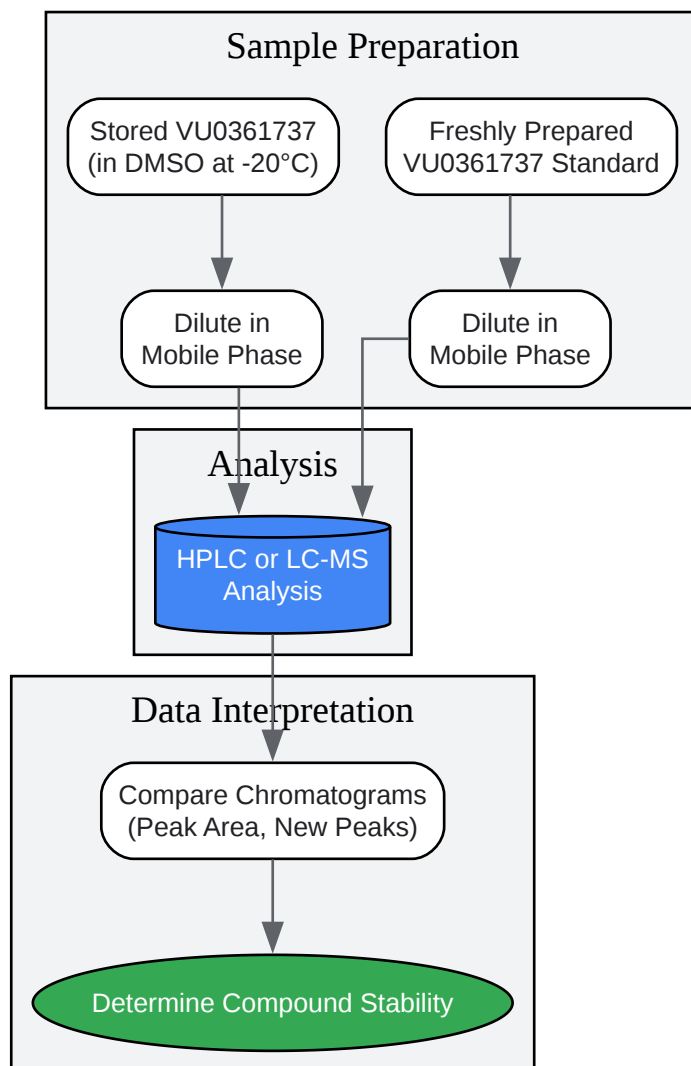 Sample Preparation
Stored VU0361737
(in DMSO at -20°C)
Freshly Prepared
VU0361737 Standard
Dilute in
Mobile Phase
Dilute in
Mobile Phase
Analysis
HPLC or LC-MS
Analysis
Data Interpretation
Compare Chromatograms
(Peak Area, New Peaks)
Determine Compound Stability